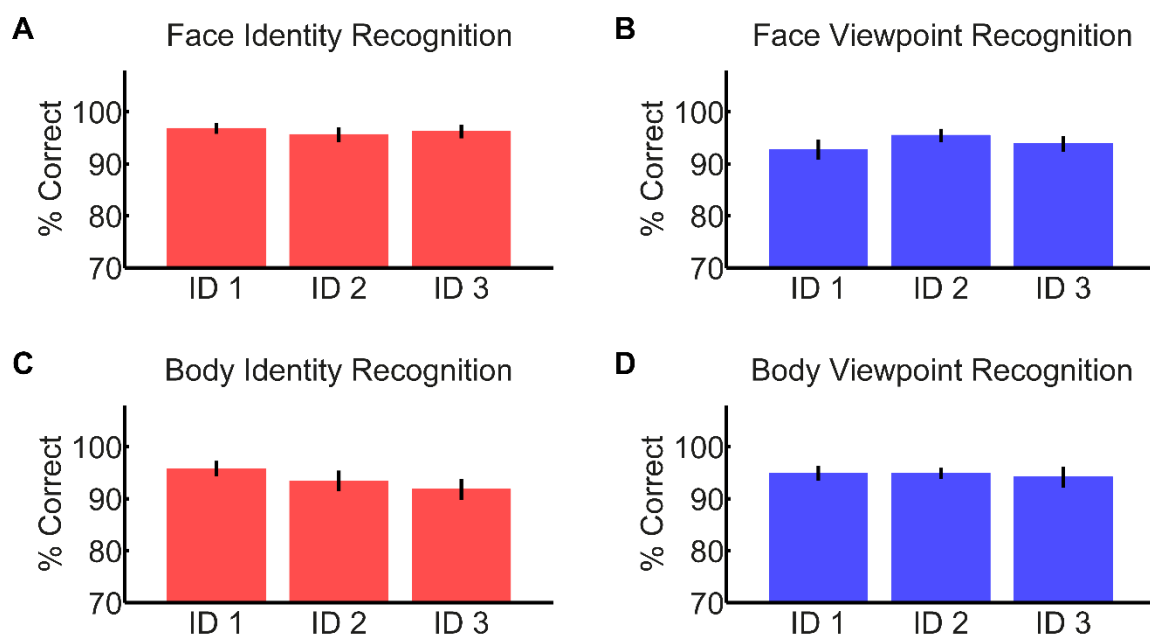 A
Face Identity Recognition
% Correct
100
90
80
70
ID 1 ID 2 ID 3
B
Face Viewpoint Recognition
% Correct
100
90
80
70
ID 1 ID 2 ID 3
C
Body Identity Recognition
% Correct
100
90
80
70
ID 1 ID 2 ID 3
D
Body Viewpoint Recognition
% Correct
100
90
80
70
ID 1 ID 2 ID 3